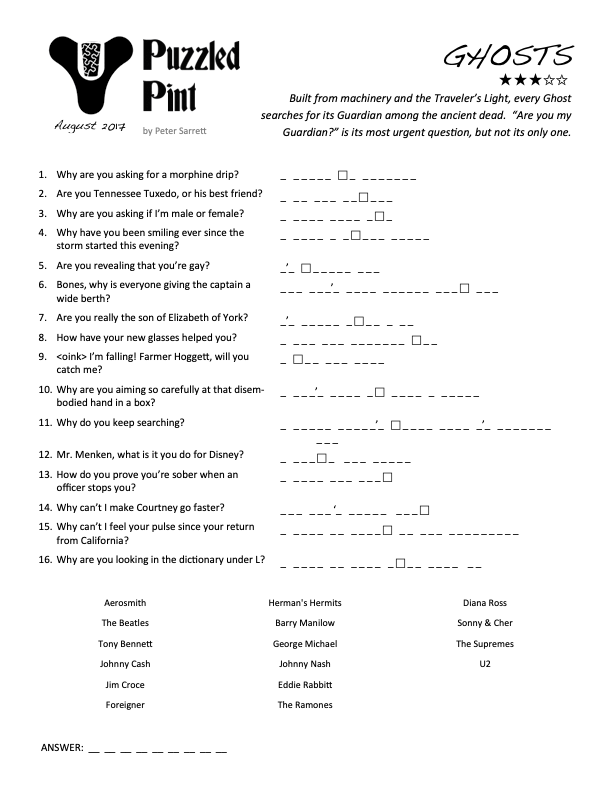 Puzzled
Pint
August 2017
by Peter Sarrett
GHOSTS
★★★☆☆
Built from machinery and the Traveler's Light, every Ghost
searches for its Guardian among the ancient dead. "Are you my
Guardian?" is its most urgent question, but not its only one.
1. Why are you asking for a morphine drip? _ _ _ _ _ _ □ _ _ _ _ _ _ _ _
2. Are you Tennessee Tuxedo, or his best friend? _ _ _ _ _ _ _ _ □ _ _ _
3. Why are you asking if I'm male or female? _ _ _ _ _ _ _ _ _ _ □ _
4. Why have you been smiling ever since the
storm started this evening? _ _ _ _ _ _ □ _ _ _ _ _ _ _ _
5. Are you revealing that you're gay? _'_ □ _ _ _ _ _ _ _ _
6. Bones, why is everyone giving the captain a
wide berth? _ _ _ _ _ _'_ _ _ _ _ _ _ _ _ _ _ _ _ _ _ □ _ _ _
7. Are you really the son of Elizabeth of York? _'_ _ _ _ _ _ _ □ _ _ _ _ _
8. How have your new glasses helped you? _ _ _ _ _ _ _ _ _ _ _ _ _ _ □ _ _
9. <oink> I'm falling! Farmer Hoggett, will you
catch me? _ □ _ _ _ _ _ _ _ _ _
10. Why are you aiming so carefully at that disem-
bodied hand in a box? _ _ _ _'_ _ _ _ _ _ □ _ _ _ _ _ _ _ _ _ _
11. Why do you keep searching? _ _ _ _ _ _ _'_ □ _ _ _ _ _ _ _ _'_ _ _ _ _ _ _ _
_ _ _
12. Mr. Menken, what is it you do for Disney? _ _ _ _ □ _ _ _ _ _ _ _ _ _
13. How do you prove you're sober when an
officer stops you? _ _ _ _ _ _ _ _ _ _ _ □
14. Why can't I make Courtney go faster? _ _ _ _ _ _'_ _ _ _ _ _ _ _ _ □
15. Why can't I feel your pulse since your return
from California? _ _ _ _ _ _ _ _ _ _ _ □ _ _ _ _ _ _ _ _ _ _ _ _ _ _
16. Why are you looking in the dictionary under L? _ _ _ _ _ _ _ _ _ _ _ _ □ _ _ _ _ _ _ _ _
Aerosmith Herman's Hermits Diana Ross
The Beatles Barry Manilow Sonny & Cher
Tony Bennett George Michael The Supremes
Johnny Cash Johnny Nash U2
Jim Croce Eddie Rabbitt
Foreigner The Ramones
ANSWER: __ __ __ __ __ __ __ __ __